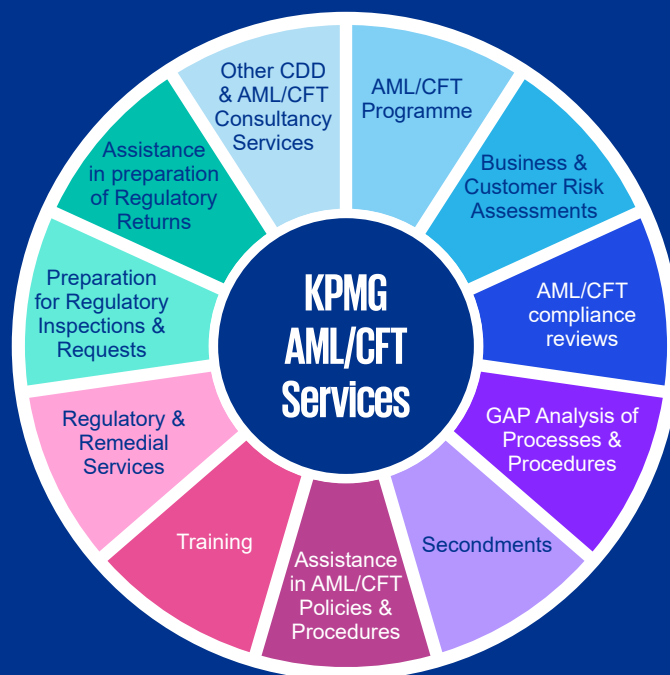 KPMG
AML/CFT
Services
AML/CFT
Programme
Business &
Customer Risk
Assessments
AML/CFT
compliance
reviews
GAP Analysis of
Processes &
Procedures
Secondments
Assistance
in AML/CFT
Policies &
Procedures
Training
Regulatory &
Remedial
Services
Preparation
for Regulatory
Inspections &
Requests
Assistance
in preparation
of Regulatory
Returns
Other CDD
& AML/CFT
Consultancy
Services